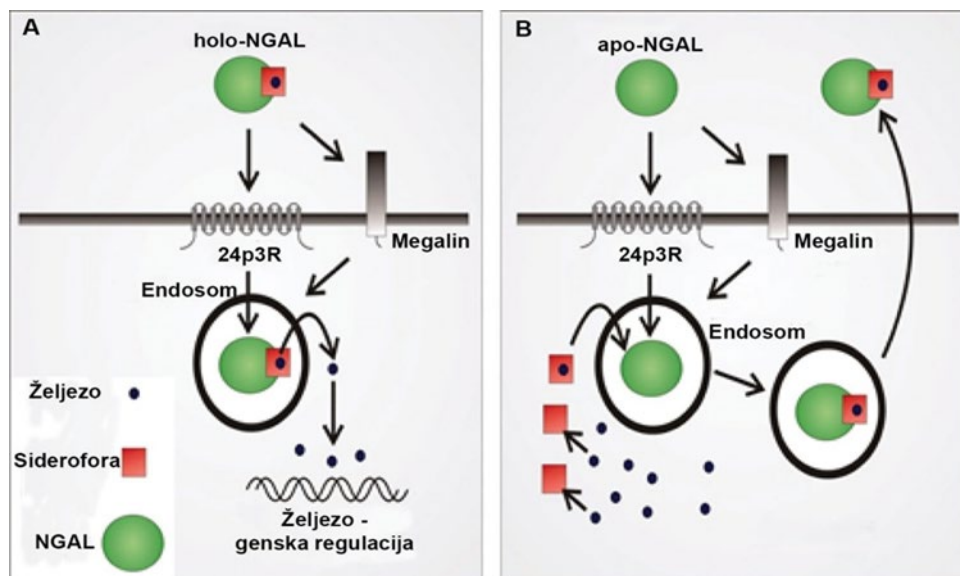 A
holo-NGAL
Megalin
24p3R
Endosom
Željezo
Siderofora
NGAL
Željezo -
genska regulacija
B
apo-NGAL
Megalin
24p3R
Endosom